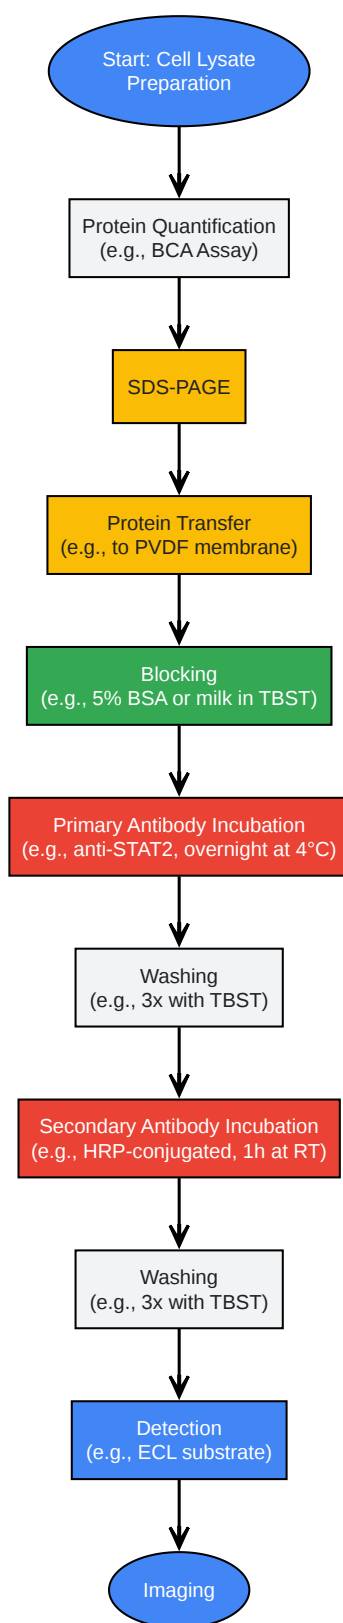 Start: Cell Lysate
Preparation
Protein Quantification
(e.g., BCA Assay)
SDS-PAGE
Protein Transfer
(e.g., to PVDF membrane)
Blocking
(e.g., 5% BSA or milk in TBST)
Primary Antibody Incubation
(e.g., anti-STAT2, overnight at 4°C)
Washing
(e.g., 3x with TBST)
Secondary Antibody Incubation
(e.g., HRP-conjugated, 1h at RT)
Washing
(e.g., 3x with TBST)
Detection
(e.g., ECL substrate)
Imaging